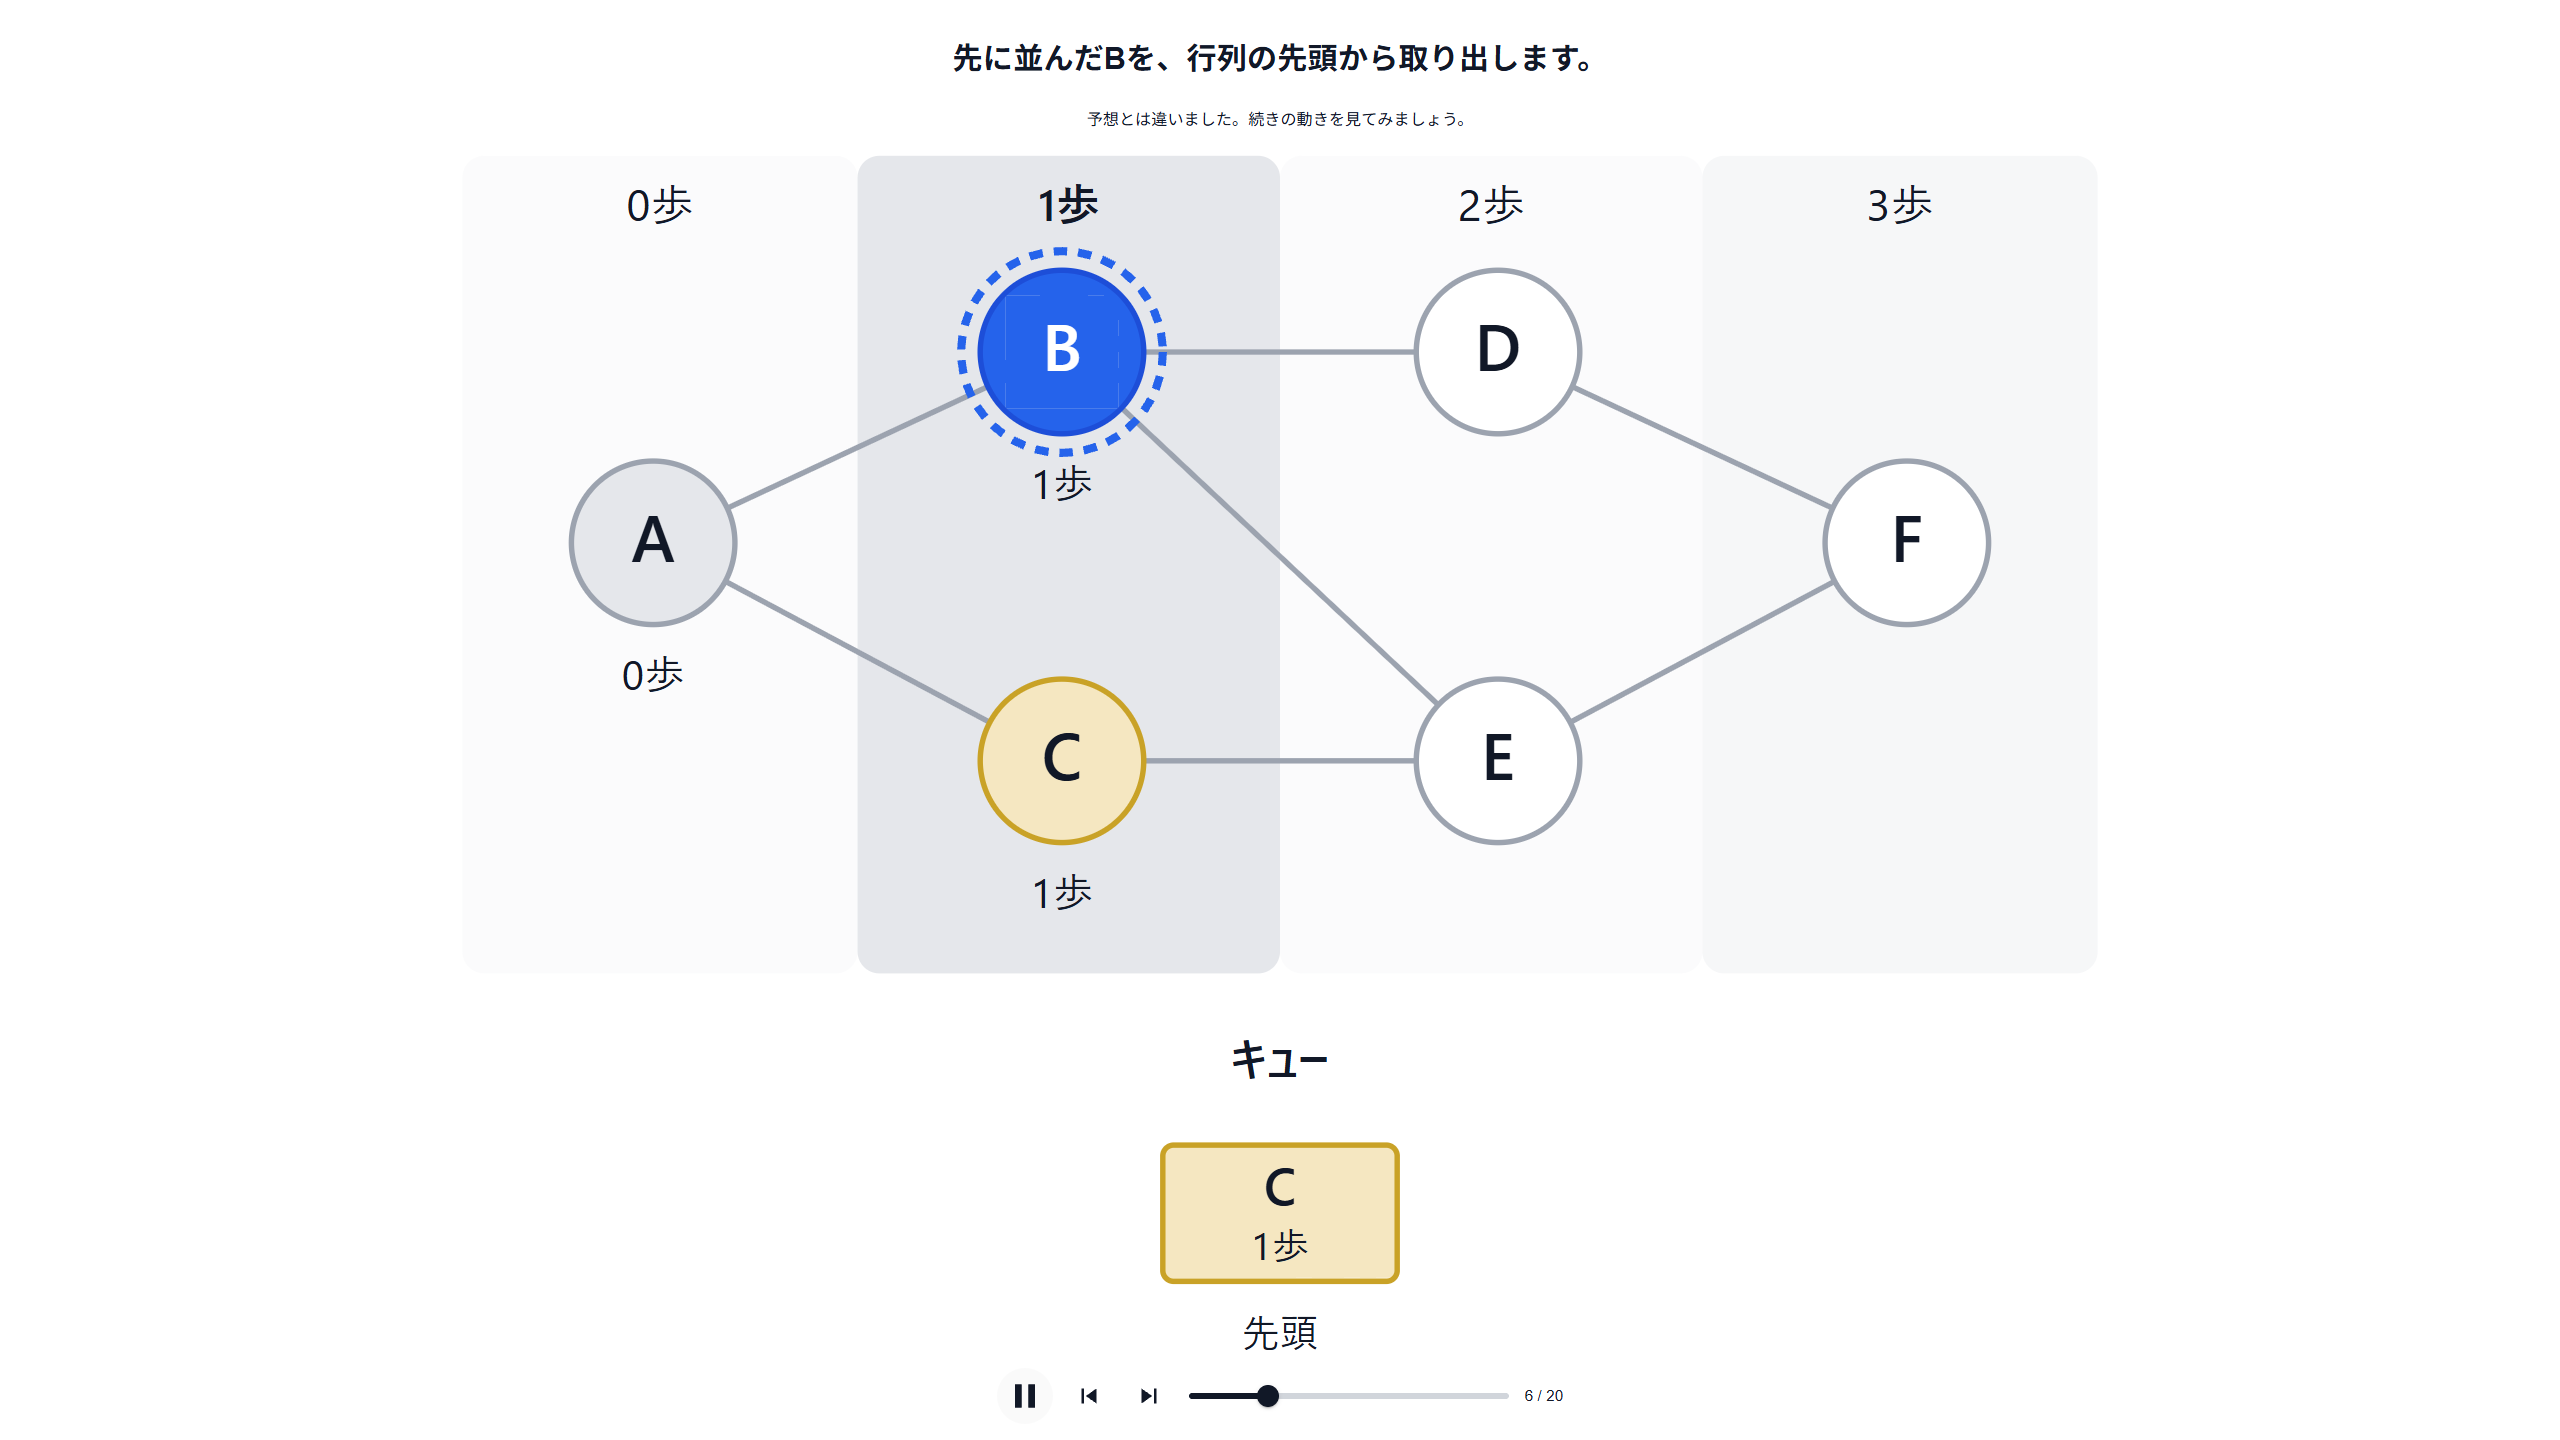 先に並んだBを、行列の先頭から取り出します。
予想とは違いました。続きの動きを見てみましょう。
0歩
1歩
2歩
3歩
B
D
1歩
A
F
0歩
C
E
1歩
キュー
C
1歩
先頭
6 / 20